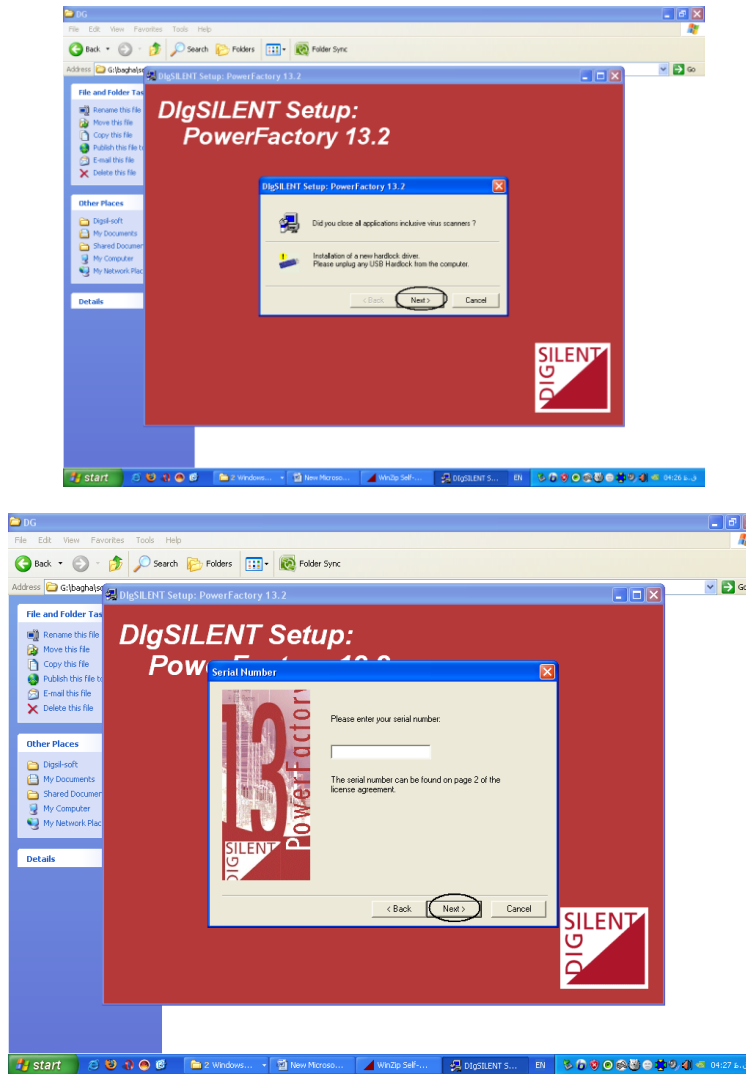 DG
File Edit View Favorites Tools Help
Back Search Folders Folder Sync
Address G:\bagha\s Go
DIgSILENT Setup: PowerFactory 13.2
File and Folder Tas
Rename this file
Move this file
Copy this file
Publish this file to
E-mail this file
Delete this file
Other Places
Digsil-soft
My Documents
Shared Documen
My Computer
My Network Plac
Details
DIgSILENT Setup:
PowerFactory 13.2
DIgSILENT Setup: PowerFactory 13.2
Did you close all applications inclusive virus scanners ?
Installation of a new hardlock driver.
Please unplug any USB Hardlock from the computer.
< Back Next > Cancel
DIG SILENT
start 2 Windows... New Microso... WinZip Self-... DIgSILENT S... EN 04:26
DG
File Edit View Favorites Tools Help
Back Search Folders Folder Sync
Address G:\bagha\s Go
DIgSILENT Setup: PowerFactory 13.2
File and Folder Tas
Rename this file
Move this file
Copy this file
Publish this file to
E-mail this file
Delete this file
Other Places
Digsil-soft
My Documents
Shared Documen
My Computer
My Network Plac
Details
DIgSILENT Setup:
Serial Number
13 PowerFactory
DIG SILENT
Please enter your serial number:
The serial number can be found on page 2 of the
license agreement.
< Back Next > Cancel
DIG SILENT
start 2 Windows... New Microso... WinZip Self-... DIgSILENT S... EN 04:27